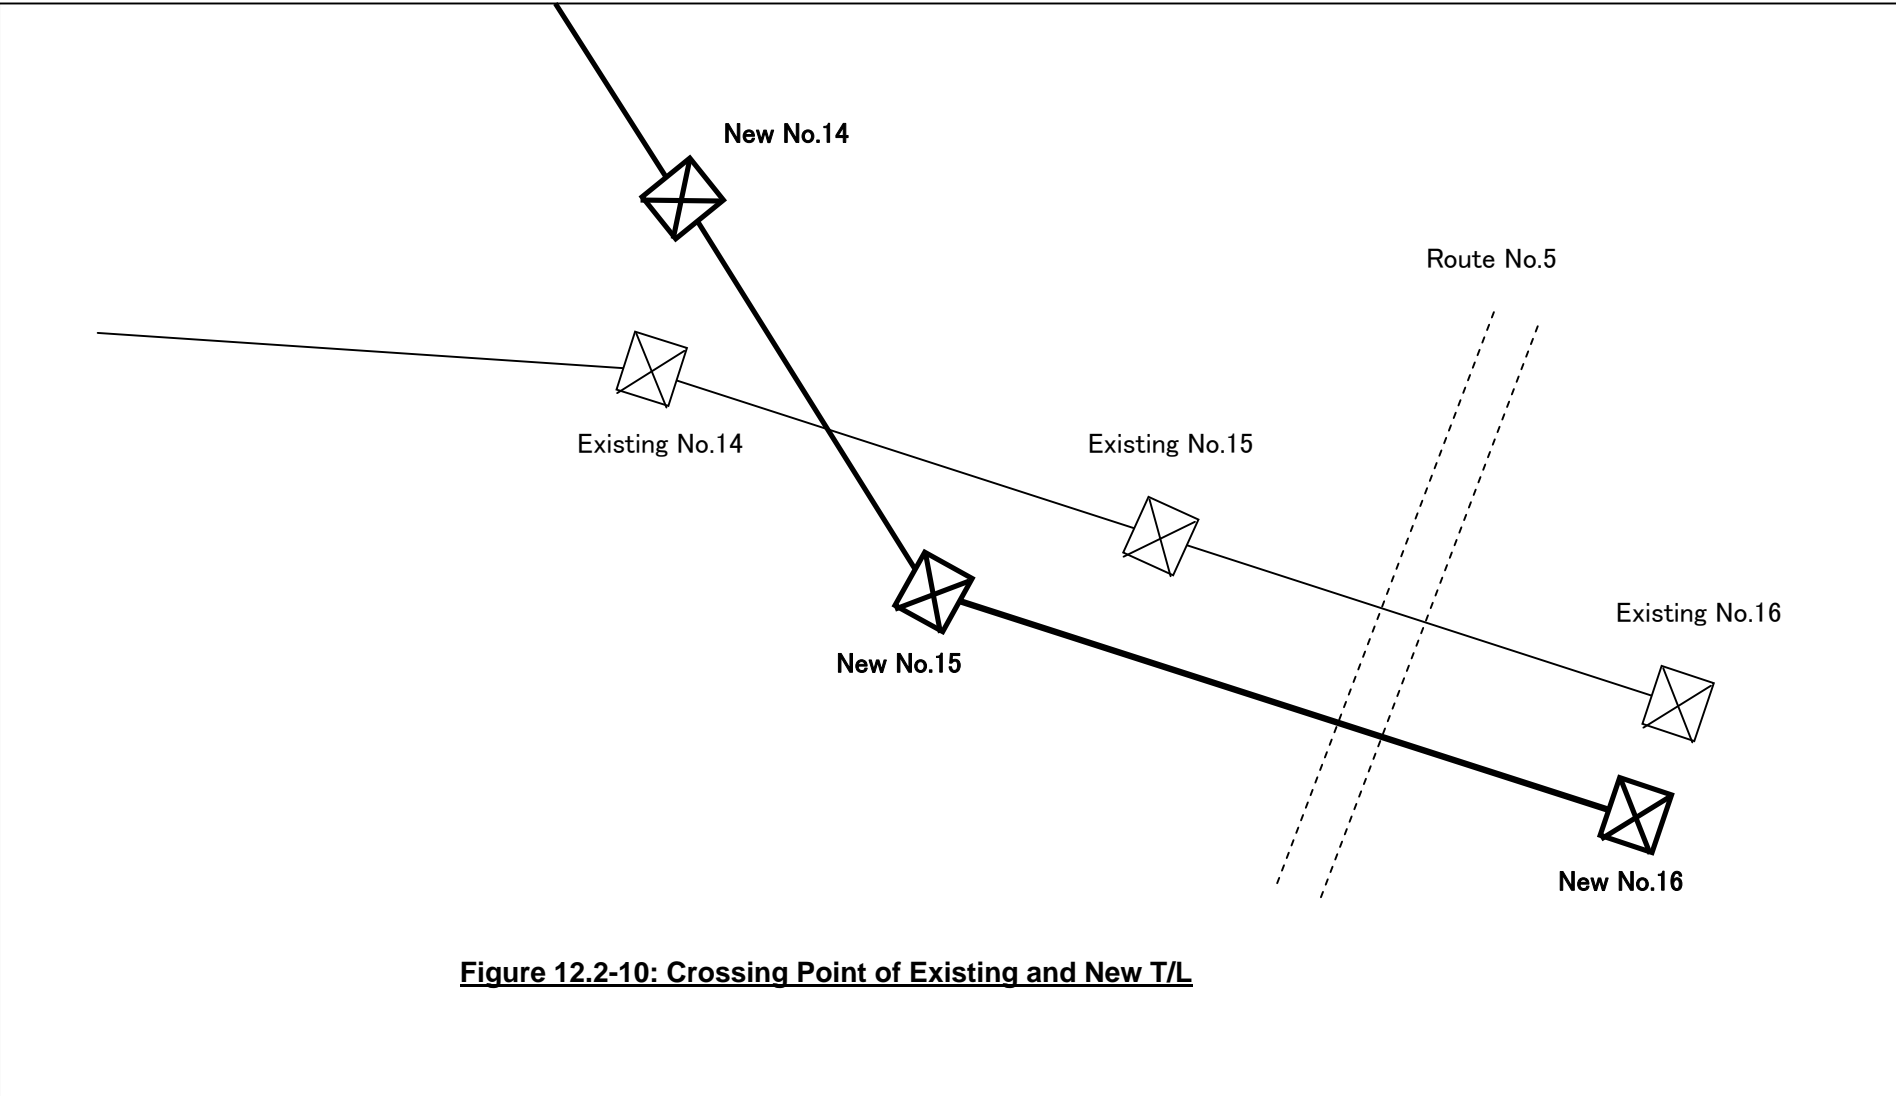 New No.14
Route No.5
Existing No.14
Existing No.15
Existing No.16
New No.15
New No.16
Figure 12.2-10: Crossing Point of Existing and New T/L